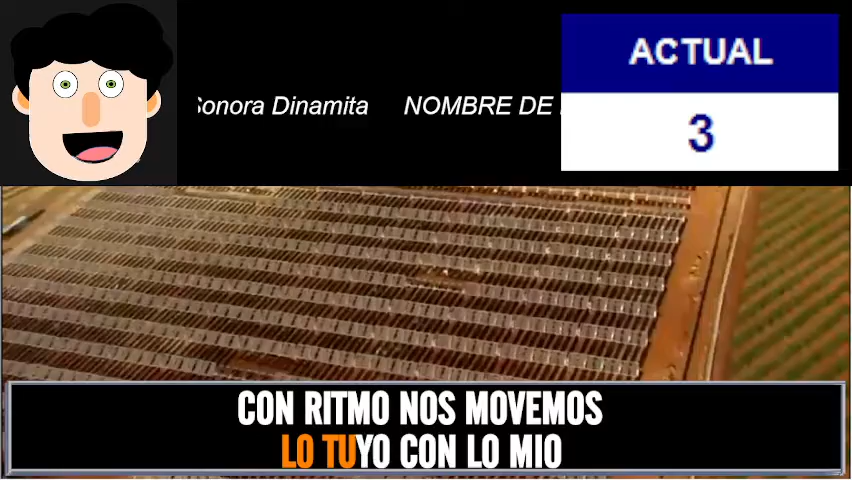 ACTUAL
Sonora Dinamita NOMBRE DE
3
CON RITMO NOS MOVEMOS
LO TUYO CON LO MIO